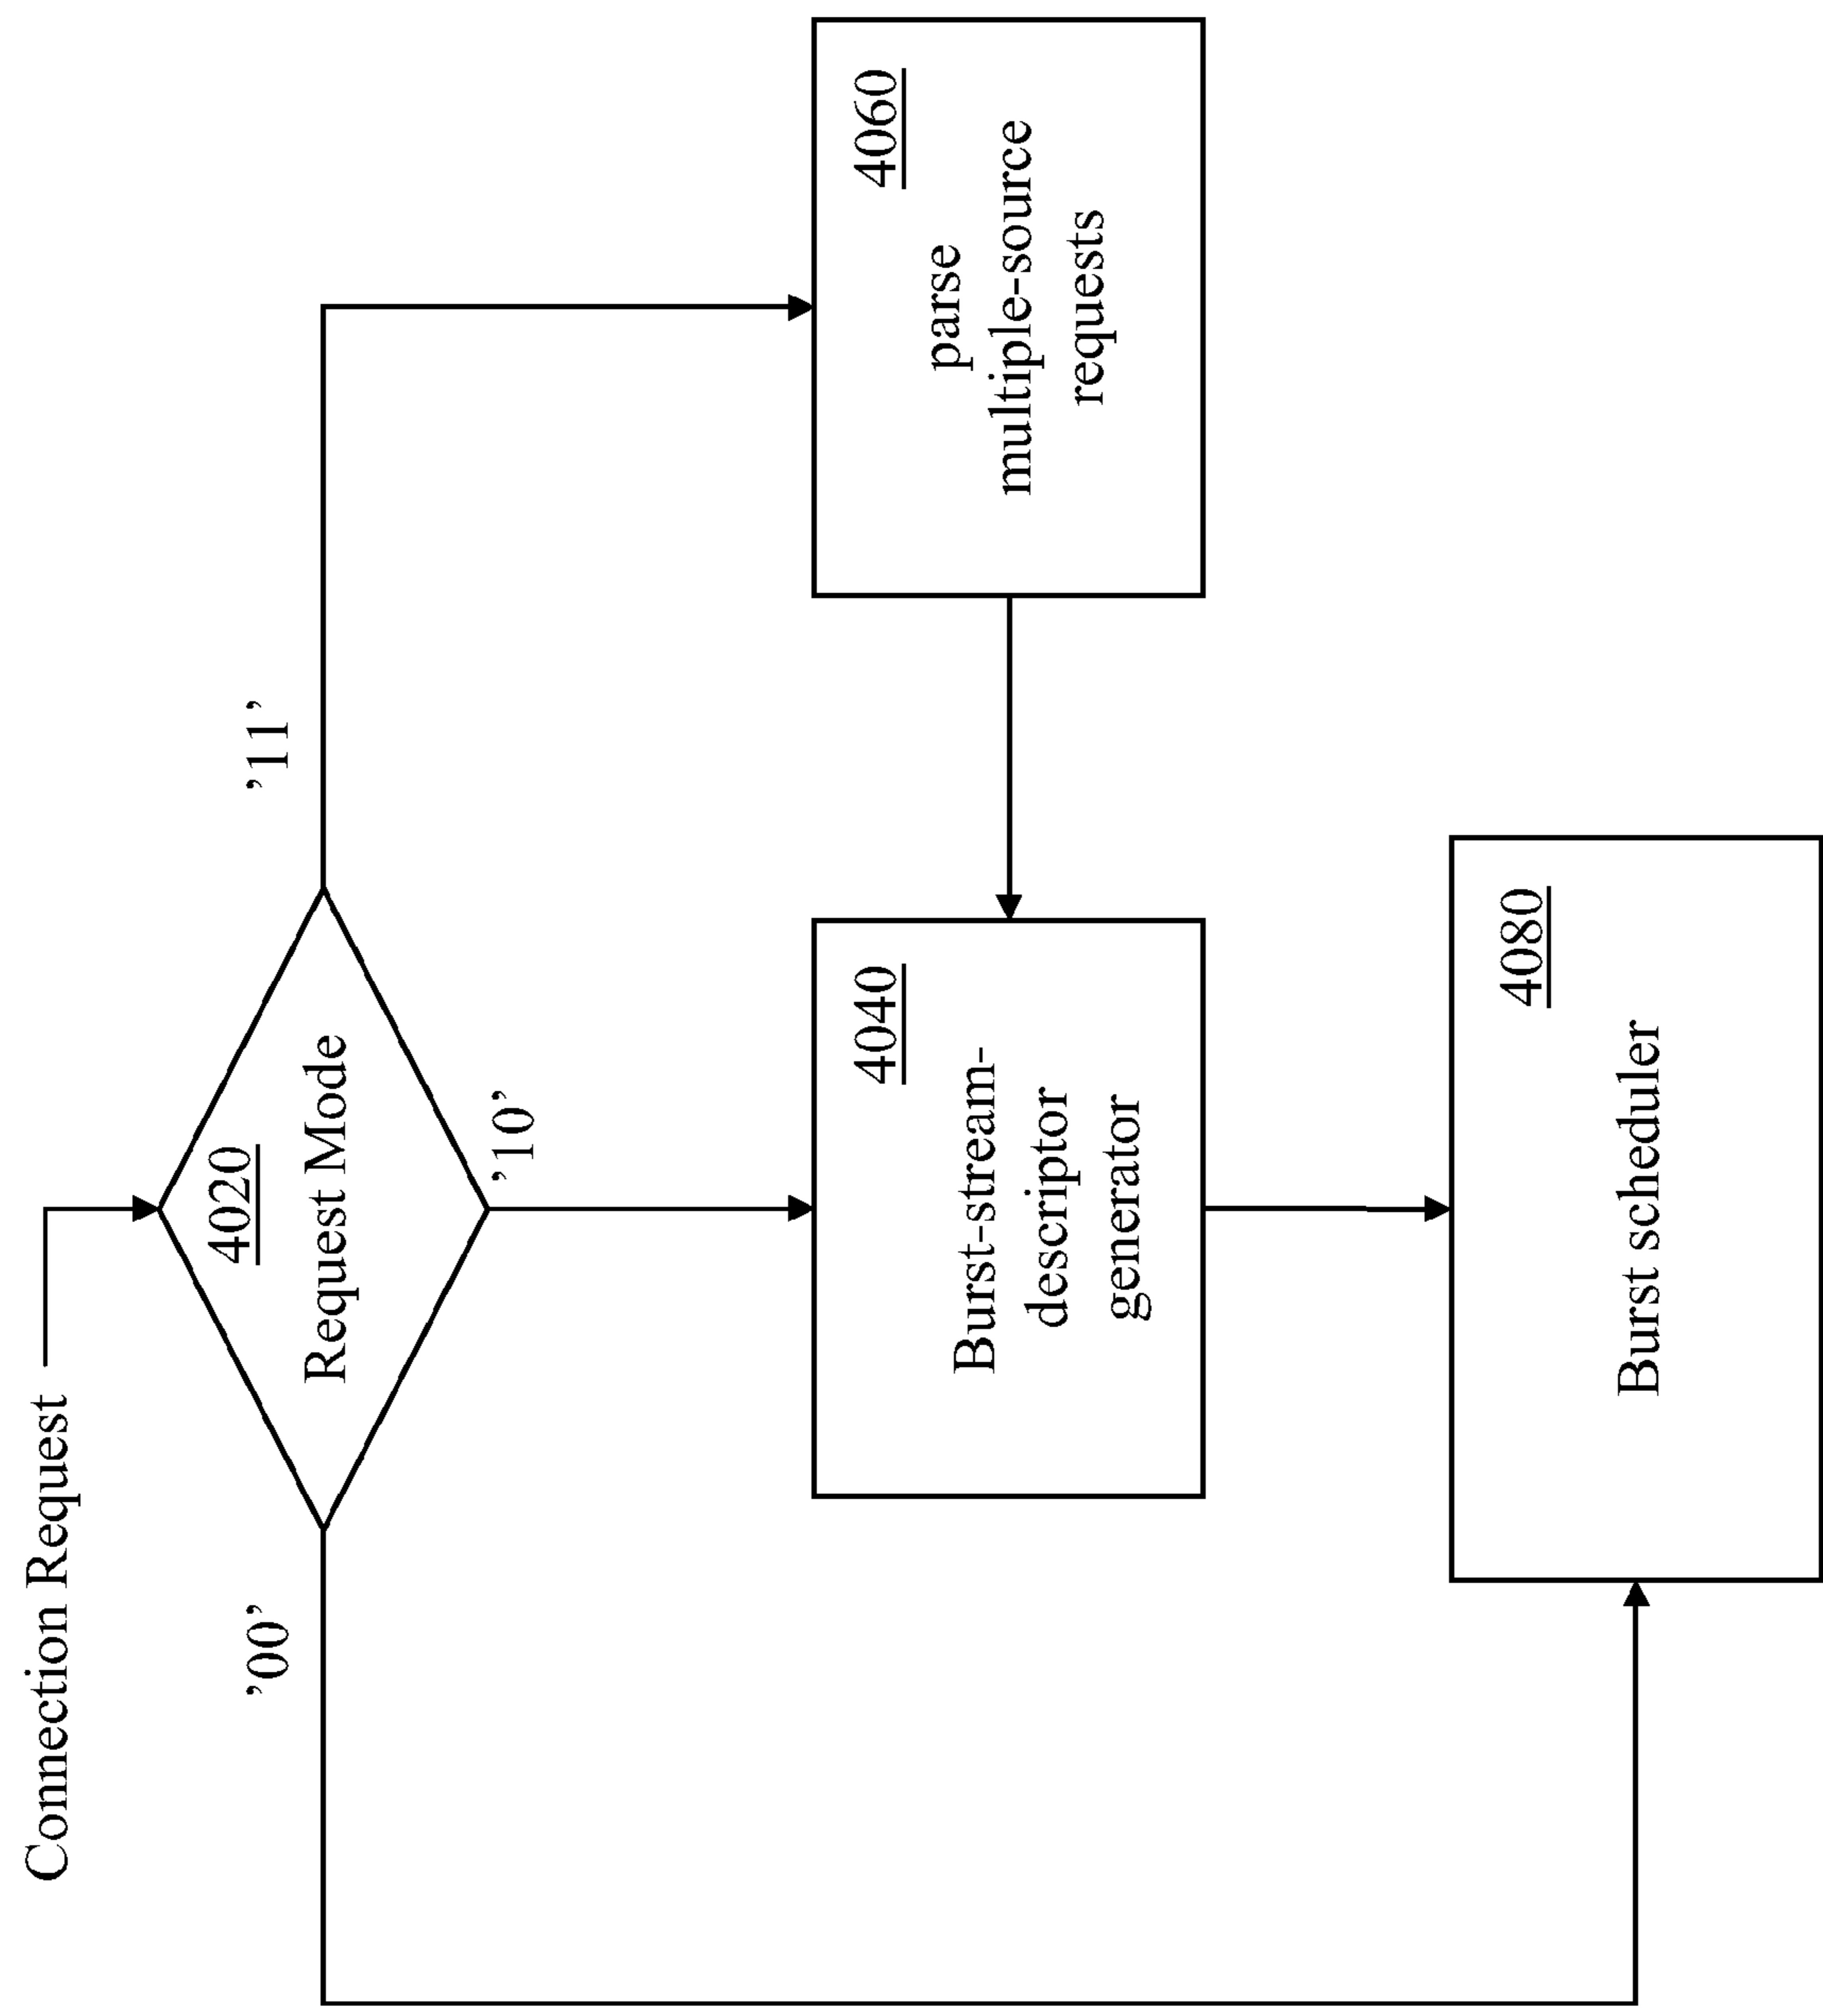 Connection Request
4020
Request Mode
’00’
’10’
’11’
4040
Burst-stream-
descriptor
generator
4060
parse
multiple-source
requests
4080
Burst scheduler